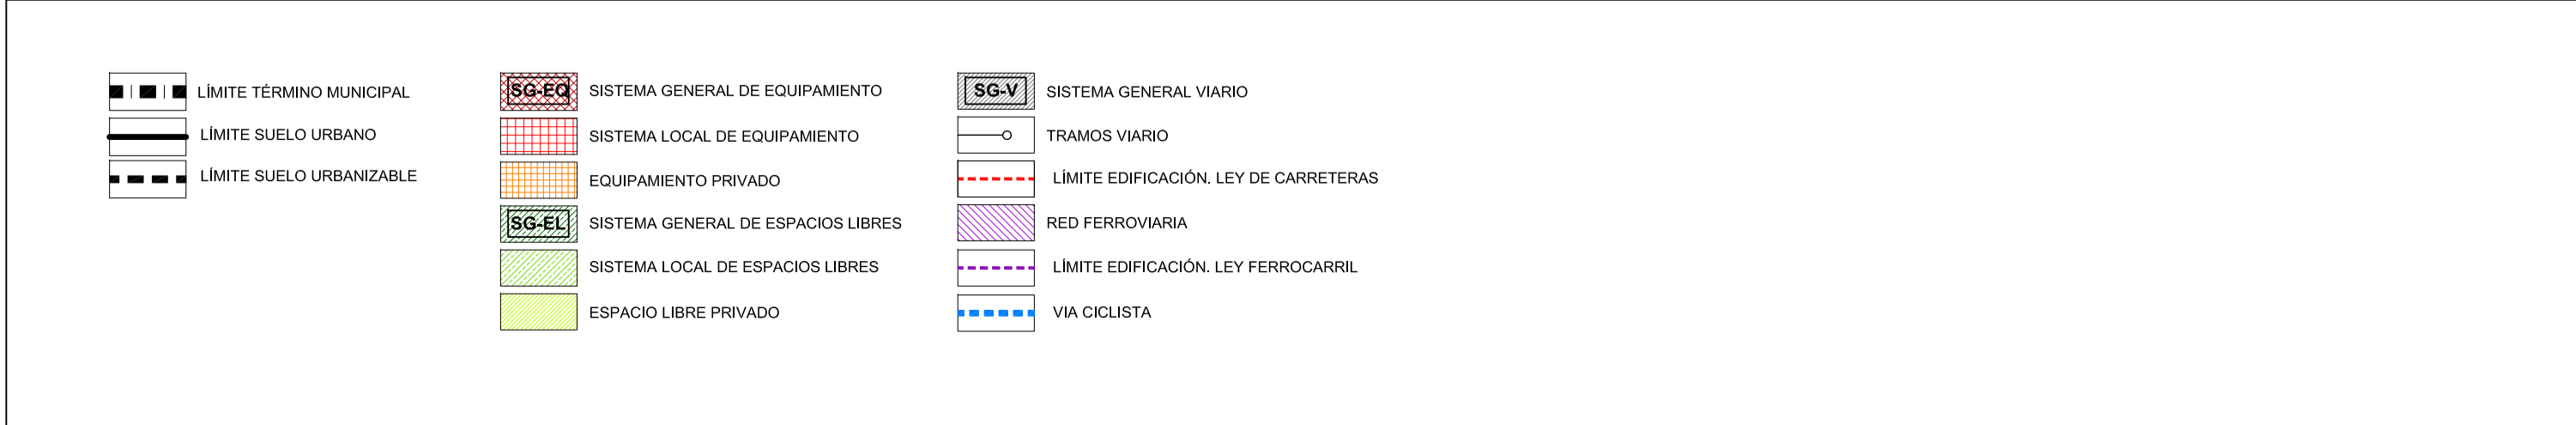 LÍMITE TÉRMINO MUNICIPAL
LÍMITE SUELO URBANO
LÍMITE SUELO URBANIZABLE
SG-EQ SISTEMA GENERAL DE EQUIPAMIENTO
SISTEMA LOCAL DE EQUIPAMIENTO
EQUIPAMIENTO PRIVADO
SG-EL SISTEMA GENERAL DE ESPACIOS LIBRES
SISTEMA LOCAL DE ESPACIOS LIBRES
ESPACIO LIBRE PRIVADO
SG-V SISTEMA GENERAL VIARIO
TRAMOS VIARIO
LÍMITE EDIFICACIÓN. LEY DE CARRETERAS
RED FERROVIARIA
LÍMITE EDIFICACIÓN. LEY FERROCARRIL
VIA CICLISTA